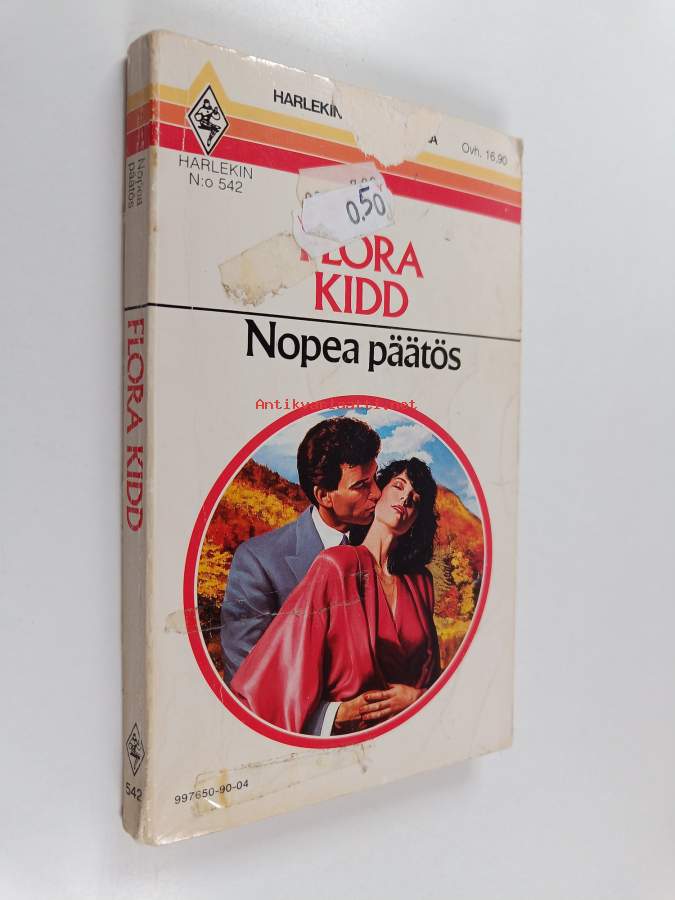 HARLEKIN
Ovh. 16,90
HARLEKIN
N:o 542
0.50
FLORA
KIDD
Nopea päätös
Antikvariaatti.net
997650-90-04
Nopea
päätös
FLORA KIDD
542